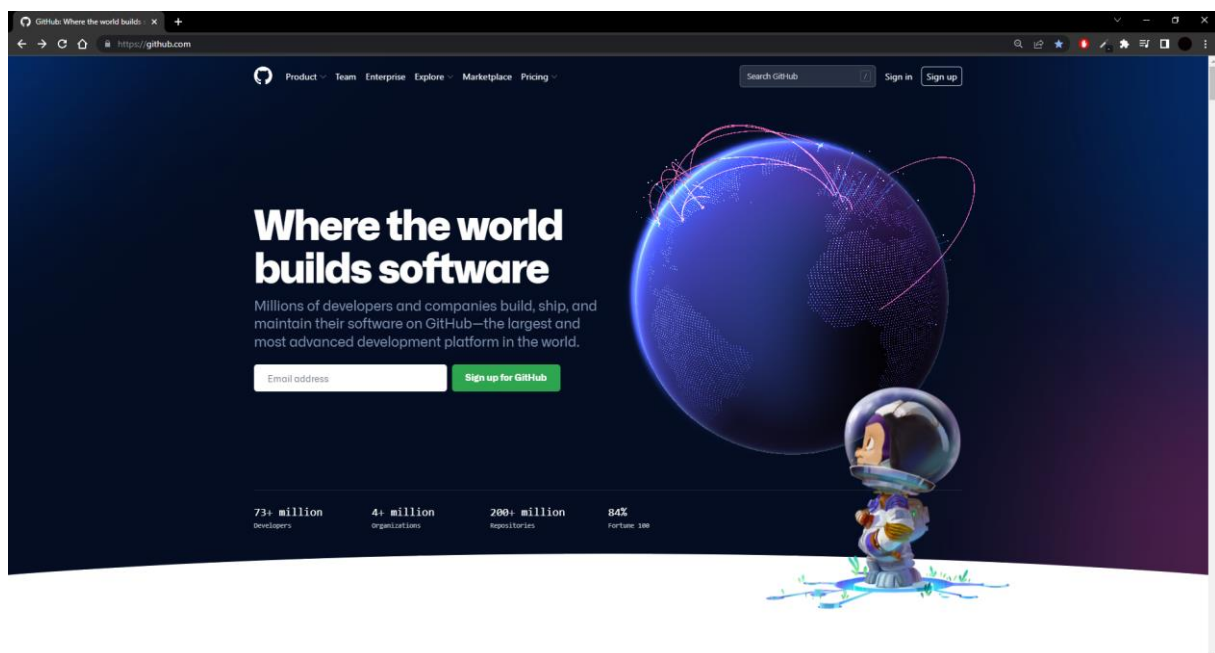 GitHub: Where the world builds s
https://github.com
Product Team Enterprise Explore Marketplace Pricing
Search GitHub / Sign in Sign up
Where the world
builds software
Millions of developers and companies build, ship, and
maintain their software on GitHub—the largest and
most advanced development platform in the world.
Email address Sign up for GitHub
73+ million 4+ million 200+ million 84%
Developers Organizations Repositories Fortune 100